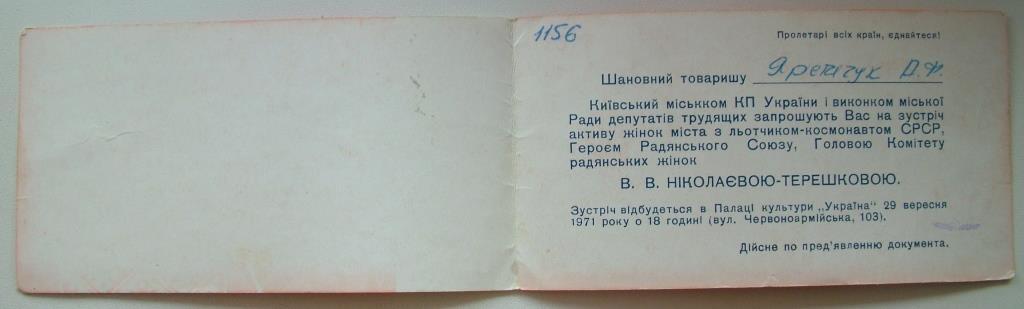 1156
Пролетарі всіх країн, єднайтеся!
Шановний товаришу Яремчук О.Ф.
Київський міськком КП України і виконком міської
Ради депутатів трудящих запрошують Вас на зустріч
активу жінок міста з льотчиком-космонавтом СРСР,
Героєм Радянського Союзу, Головою Комітету
радянських жінок
В. В. НІКОЛАЄВОЮ-ТЕРЕШКОВОЮ.
Зустріч відбудеться в Палаці культури „Україна“ 29 вересня
1971 року о 18 годині (вул. Червоноармійська, 103).
Дійсне по пред'явленню документа.